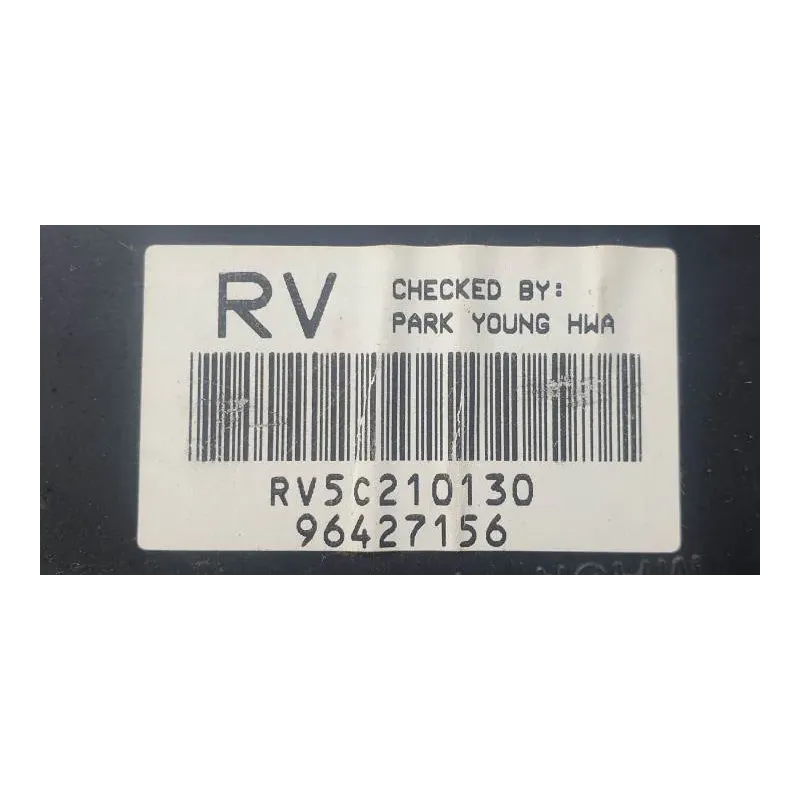 RV
CHECKED BY:
PARK YOUNG HWA
RV5C210130
96427156